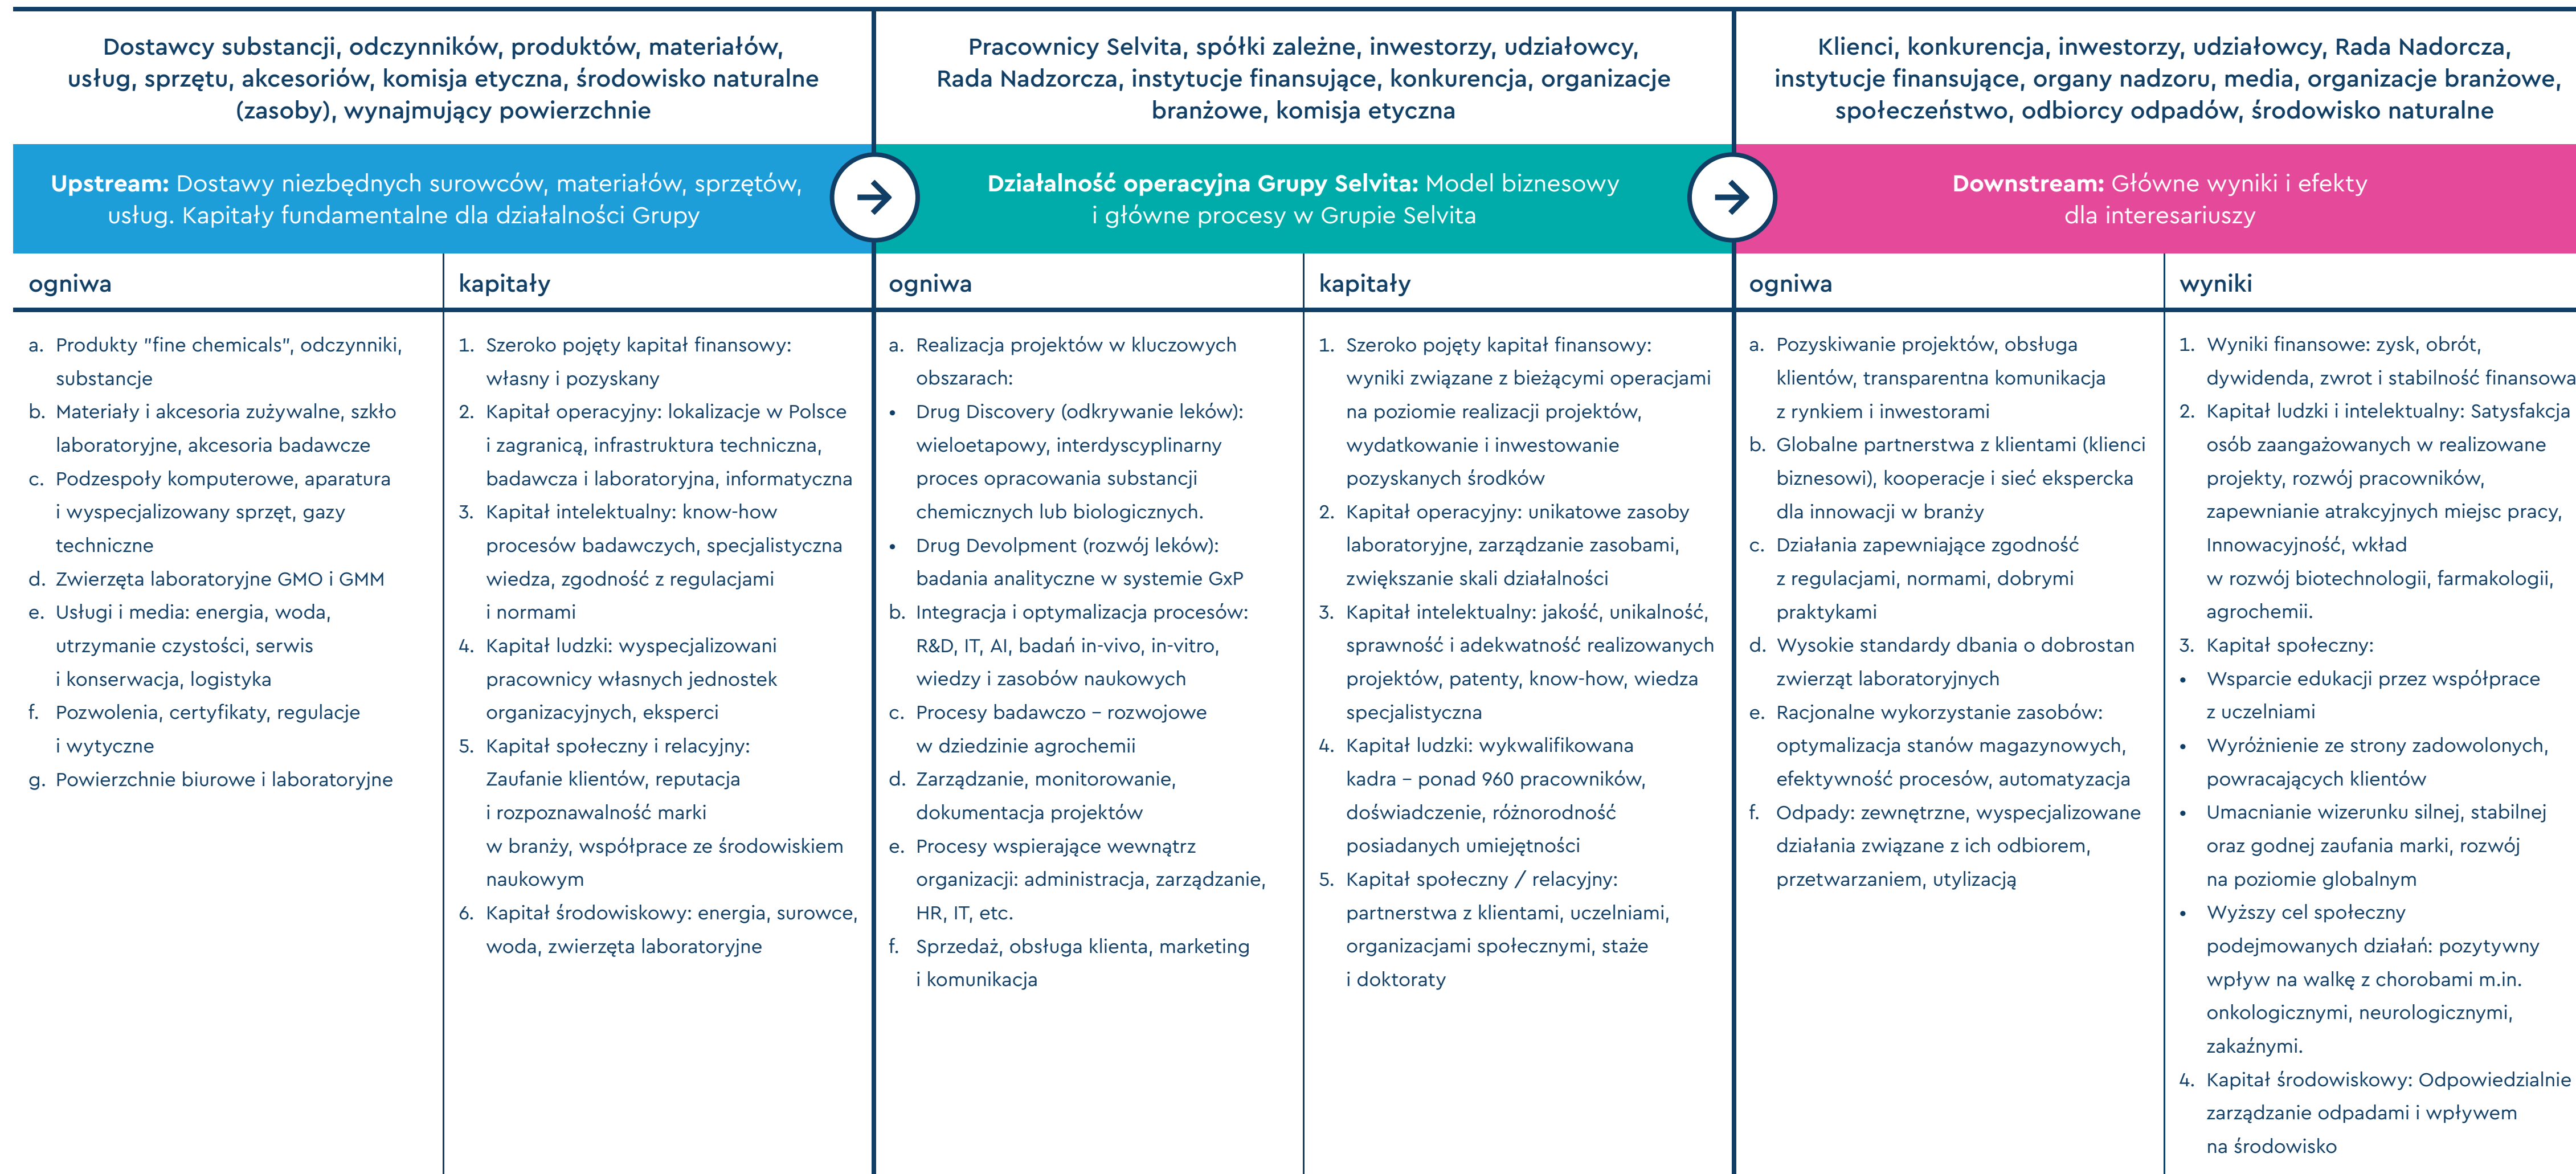 Dostawcy substancji, odczynników, produktów, materiałów,
usług, sprzętu, akcesoriów, komisja etyczna, środowisko naturalne
(zasoby), wynajmujący powierzchnie
Upstream: Dostawy niezbędnych surowców, materiałów, sprzętów,
usług. Kapitały fundamentalne dla działalności Grupy
ogniwa
a. Produkty "fine chemicals", odczynniki,
substancje
b. Materiały i akcesoria zużywalne, szkło
laboratoryjne, akcesoria badawcze
c. Podzespoły komputerowe, aparatura
i wyspecjalizowany sprzęt, gazy
techniczne
d. Zwierzęta laboratoryjne GMO i GMM
e. Usługi i media: energia, woda,
utrzymanie czystości, serwis
i konserwacja, logistyka
f. Pozwolenia, certyfikaty, regulacje
i wytyczne
g. Powierzchnie biurowe i laboratoryjne
kapitały
1. Szeroko pojęty kapitał finansowy:
własny i pozyskany
2. Kapitał operacyjny: lokalizacje w Polsce
i zagranicą, infrastruktura techniczna,
badawcza i laboratoryjna, informatyczna
3. Kapitał intelektualny: know-how
procesów badawczych, specjalistyczna
wiedza, zgodność z regulacjami
i normami
4. Kapitał ludzki: wyspecjalizowani
pracownicy własnych jednostek
organizacyjnych, eksperci
5. Kapitał społeczny i relacyjny:
Zaufanie klientów, reputacja
i rozpoznawalność marki
w branży, współprace ze środowiskiem
naukowym
6. Kapitał środowiskowy: energia, surowce,
woda, zwierzęta laboratoryjne
Pracownicy Selvita, spółki zależne, inwestorzy, udziałowcy,
Rada Nadzorcza, instytucje finansujące, konkurencja, organizacje
branżowe, komisja etyczna
Działalność operacyjna Grupy Selvita: Model biznesowy
i główne procesy w Grupie Selvita
ogniwa
a. Realizacja projektów w kluczowych
obszarach:
• Drug Discovery (odkrywanie leków):
wieloetapowy, interdyscyplinarny
proces opracowania substancji
chemicznych lub biologicznych.
• Drug Devolpment (rozwój leków):
badania analityczne w systemie GxP
b. Integracja i optymalizacja procesów:
R&D, IT, AI, badań in-vivo, in-vitro,
wiedzy i zasobów naukowych
c. Procesy badawczo – rozwojowe
w dziedzinie agrochemii
d. Zarządzanie, monitorowanie,
dokumentacja projektów
e. Procesy wspierające wewnątrz
organizacji: administracja, zarządzanie,
HR, IT, etc.
f. Sprzedaż, obsługa klienta, marketing
i komunikacja
kapitały
1. Szeroko pojęty kapitał finansowy:
wyniki związane z bieżącymi operacjami
na poziomie realizacji projektów,
wydatkowanie i inwestowanie
pozyskanych środków
2. Kapitał operacyjny: unikatowe zasoby
laboratoryjne, zarządzanie zasobami,
zwiększanie skali działalności
3. Kapitał intelektualny: jakość, unikalność,
sprawność i adekwatność realizowanych
projektów, patenty, know-how, wiedza
specjalistyczna
4. Kapitał ludzki: wykwalifikowana
kadra – ponad 960 pracowników,
doświadczenie, różnorodność
posiadanych umiejętności
5. Kapitał społeczny / relacyjny:
partnerstwa z klientami, uczelniami,
organizacjami społecznymi, staże
i doktoraty
Klienci, konkurencja, inwestorzy, udziałowcy, Rada Nadorcza,
instytucje finansujące, organy nadzoru, media, organizacje branżowe,
społeczeństwo, odbiorcy odpadów, środowisko naturalne
Downstream: Główne wyniki i efekty
dla interesariuszy
ogniwa
a. Pozyskiwanie projektów, obsługa
klientów, transparentna komunikacja
z rynkiem i inwestorami
b. Globalne partnerstwa z klientami (klienci
biznesowi), kooperacje i sieć ekspercka
dla innowacji w branży
c. Działania zapewniające zgodność
z regulacjami, normami, dobrymi
praktykami
d. Wysokie standardy dbania o dobrostan
zwierząt laboratoryjnych
e. Racjonalne wykorzystanie zasobów:
optymalizacja stanów magazynowych,
efektywność procesów, automatyzacja
f. Odpady: zewnętrzne, wyspecjalizowane
działania związane z ich odbiorem,
przetwarzaniem, utylizacją
wyniki
1. Wyniki finansowe: zysk, obrót,
dywidenda, zwrot i stabilność finansowa
2. Kapitał ludzki i intelektualny: Satysfakcja
osób zaangażowanych w realizowane
projekty, rozwój pracowników,
zapewnianie atrakcyjnych miejsc pracy,
Innowacyjność, wkład
w rozwój biotechnologii, farmakologii,
agrochemii.
3. Kapitał społeczny:
• Wsparcie edukacji przez współprace
z uczelniami
• Wyróżnienie ze strony zadowolonych,
powracających klientów
• Umacnianie wizerunku silnej, stabilnej
oraz godnej zaufania marki, rozwój
na poziomie globalnym
• Wyższy cel społeczny
podejmowanych działań: pozytywny
wpływ na walkę z chorobami m.in.
onkologicznymi, neurologicznymi,
zakaźnymi.
4. Kapitał środowiskowy: Odpowiedzialnie
zarządzanie odpadami i wpływem
na środowisko